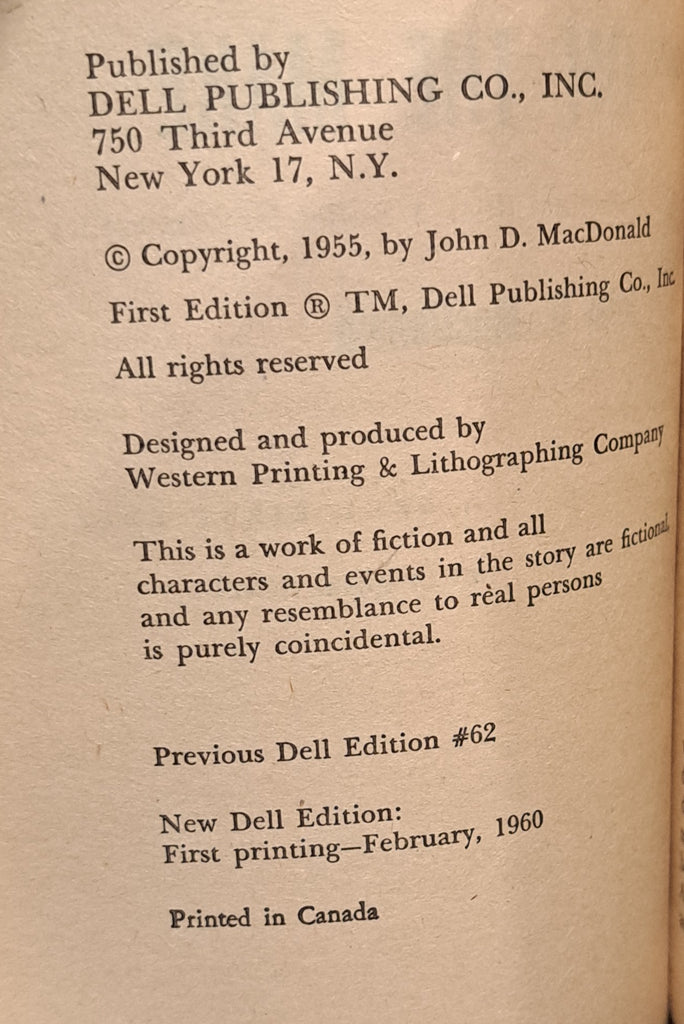 Published by
DELL PUBLISHING CO., INC.
750 Third Avenue
New York 17, N.Y.
© Copyright, 1955, by John D. MacDonald
First Edition ® TM, Dell Publishing Co., Inc
All rights reserved
Designed and produced by
Western Printing & Lithographing Company
This is a work of fiction and all
characters and events in the story are fictional,
and any resemblance to real persons
is purely coincidental.
Previous Dell Edition #62
New Dell Edition:
First printing—February, 1960
Printed in Canada